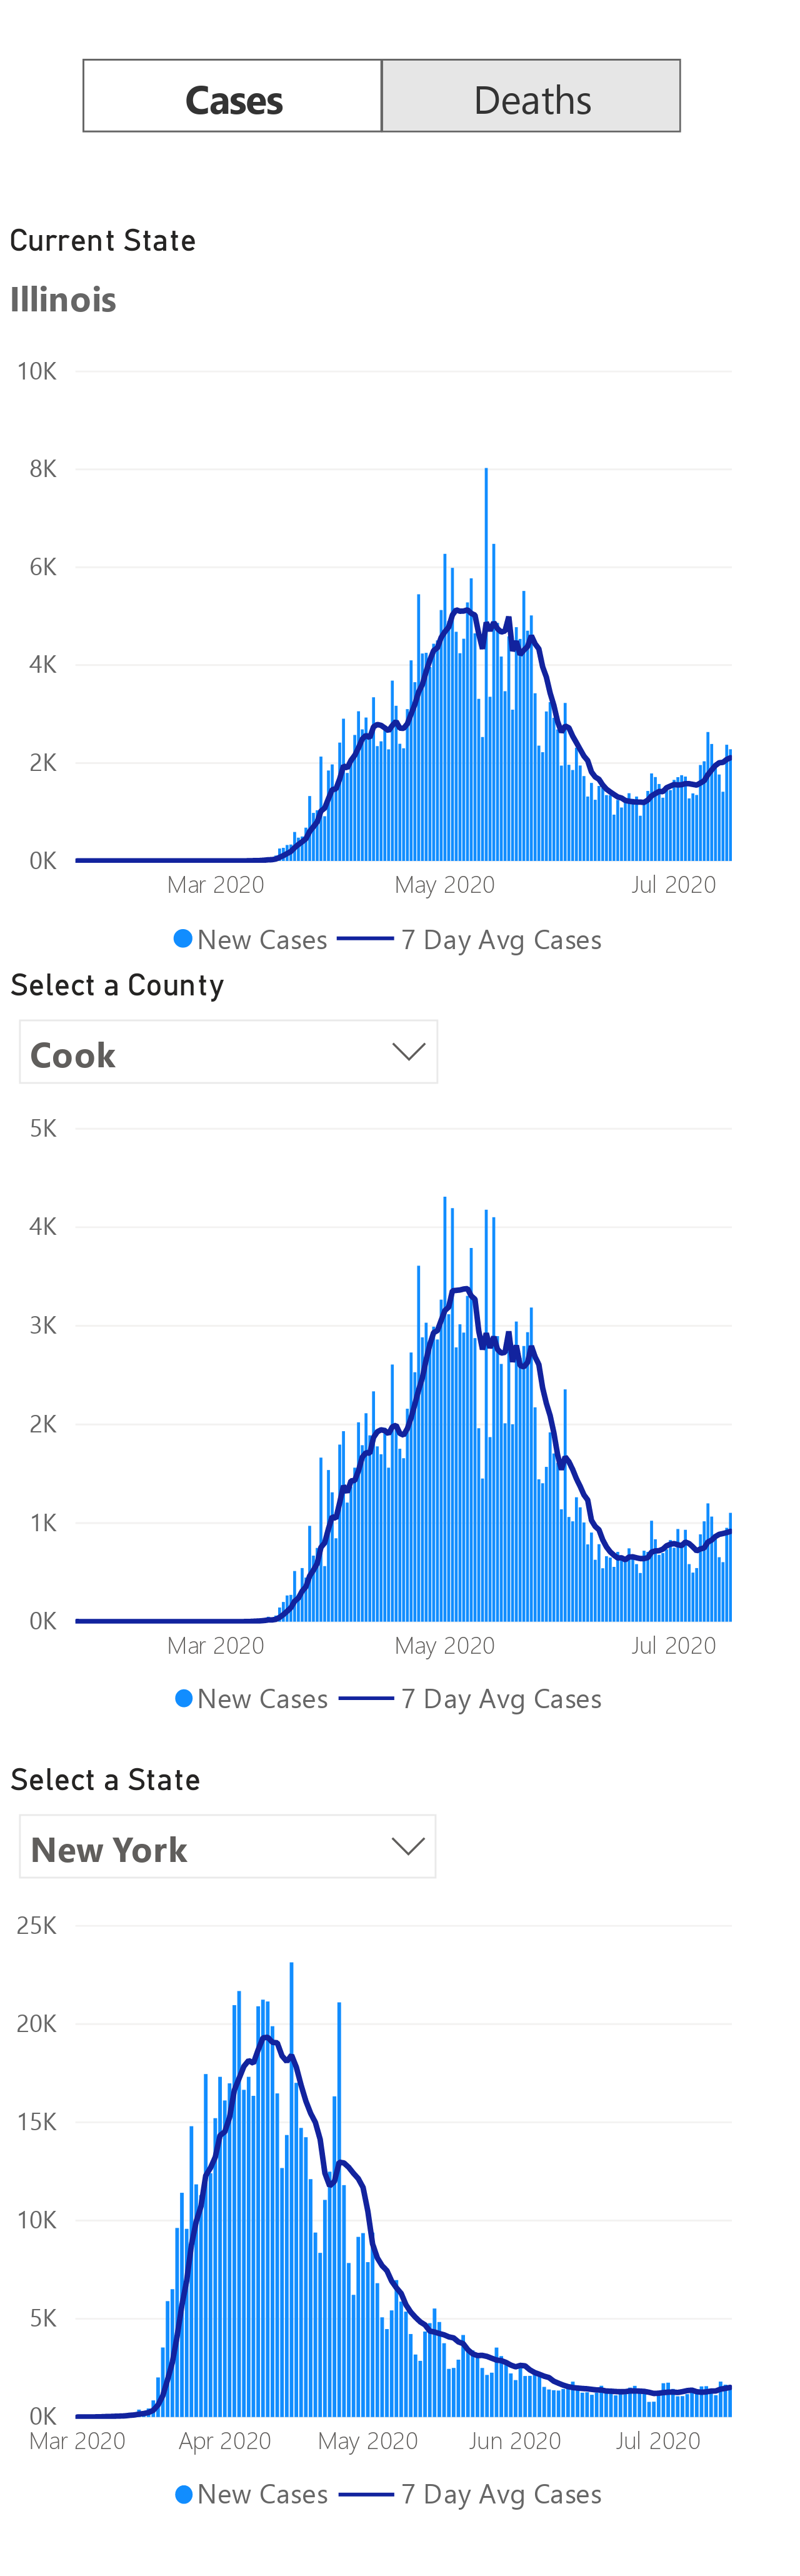 Cases Deaths
Current State
Illinois
10K
8K
6K
4K
2K
0K
Mar 2020 May 2020 Jul 2020
New Cases 7 Day Avg Cases
Select a County
Cook
5K
4K
3K
2K
1K
0K
Mar 2020 May 2020 Jul 2020
New Cases 7 Day Avg Cases
Select a State
New York
25K
20K
15K
10K
5K
0K
Mar 2020 Apr 2020 May 2020 Jun 2020 Jul 2020
New Cases 7 Day Avg Cases